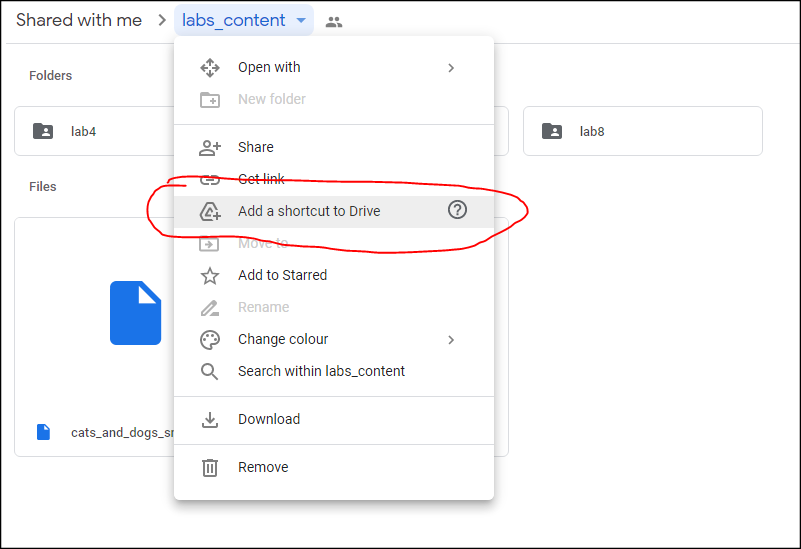 Shared with me > labs_content
Folders
lab4
lab8
Files
cats_and_dogs_sm
Open with
New folder
Share
Get link
Add a shortcut to Drive
Move to
Add to Starred
Rename
Change colour
Search within labs_content
Download
Remove